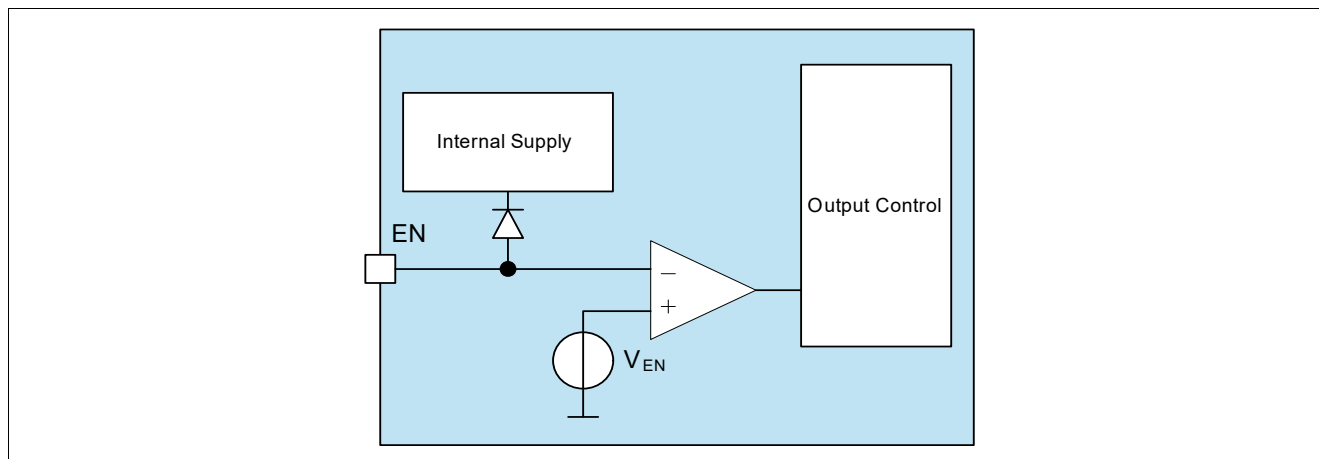 Internal Supply
Output Control
EN
−
+
VEN